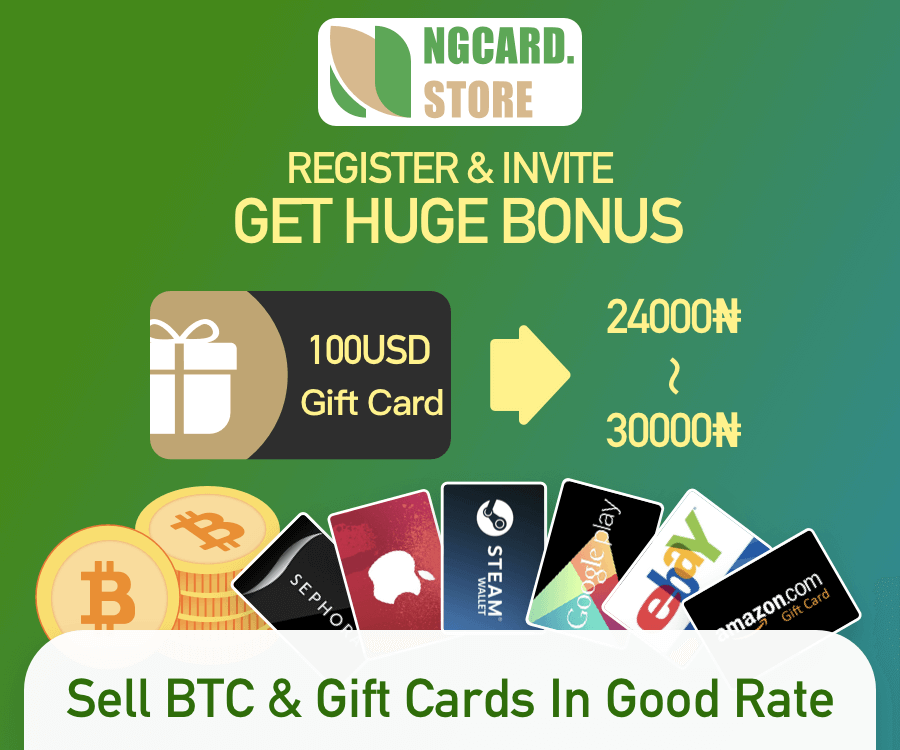 NGCARD.
STORE
REGISTER & INVITE
GET HUGE BONUS
100USD
Gift Card
24000₦
~
30000₦
SEPHOR
STEAM
WALLET
Google play
ebay
amazon.com
Gift Card
Sell BTC & Gift Cards In Good Rate